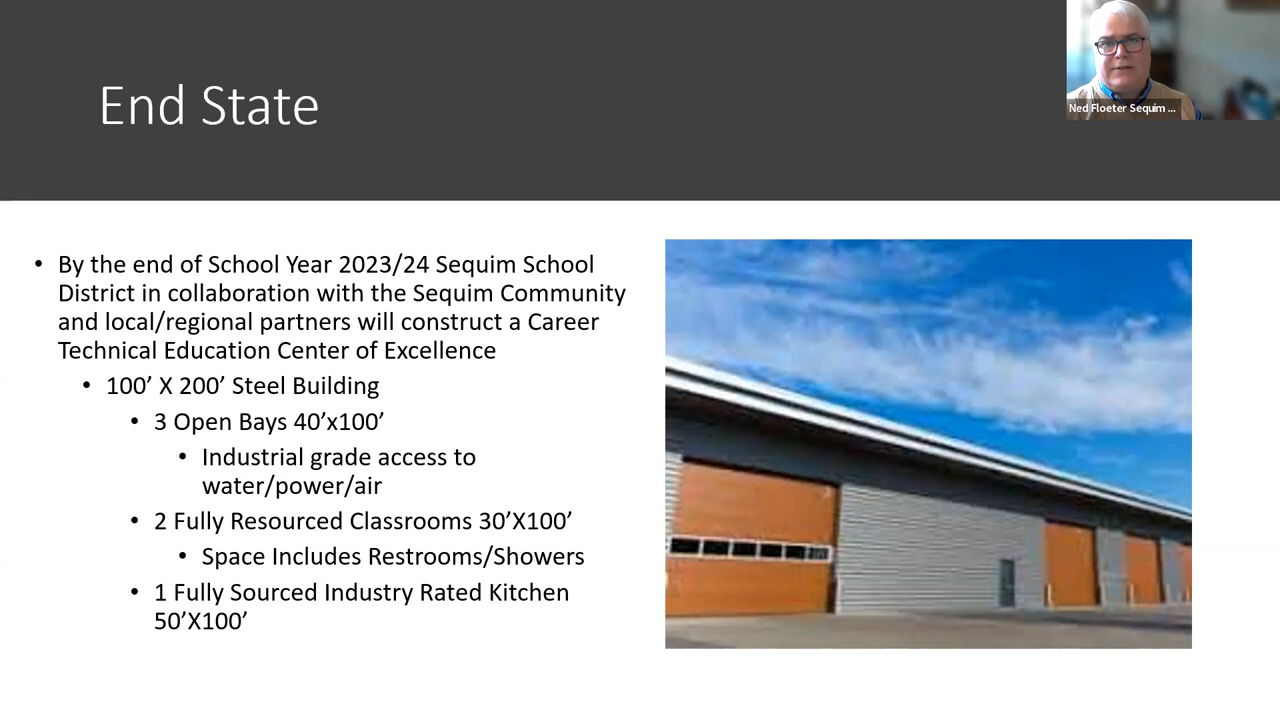 End State
Ned Floeter Sequim ...
• By the end of School Year 2023/24 Sequim School
District in collaboration with the Sequim Community
and local/regional partners will construct a Career
Technical Education Center of Excellence
• 100’ X 200’ Steel Building
• 3 Open Bays 40’x100’
• Industrial grade access to
water/power/air
• 2 Fully Resourced Classrooms 30’X100’
• Space Includes Restrooms/Showers
• 1 Fully Sourced Industry Rated Kitchen
50’X100’